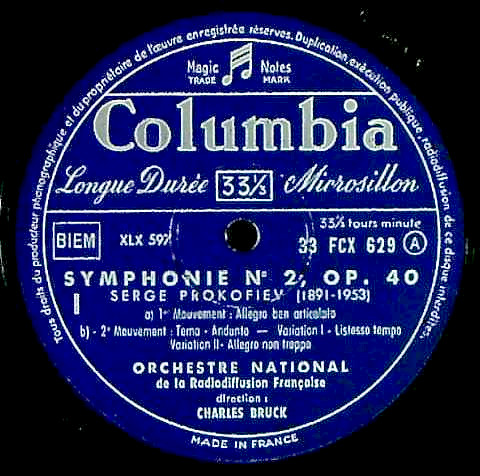 Tous droits du producteur phonographique et du propriétaire de l'œuvre enregistrée réservés. Duplication, exécution publique, radiodiffusion de ce disque interdites.
Magic Notes
TRADE MARK
Columbia
Longue Durée 33⅓ Microsillon
33⅓ tours minute
BIEM XLX 33 FCX 629 A
SYMPHONIE Nº 2, OP. 40
I SERGE PROKOFIEV (1891-1953)
a) 1er Mouvement: Allegro ben articolato
b) - 2e Mouvement: Tema - Andante — Variation I - Listesso tempo
Variation II - Allegro non troppo
ORCHESTRE NATIONAL
de la Radiodiffusion Française
direction :
CHARLES BRUCK
MADE IN FRANCE